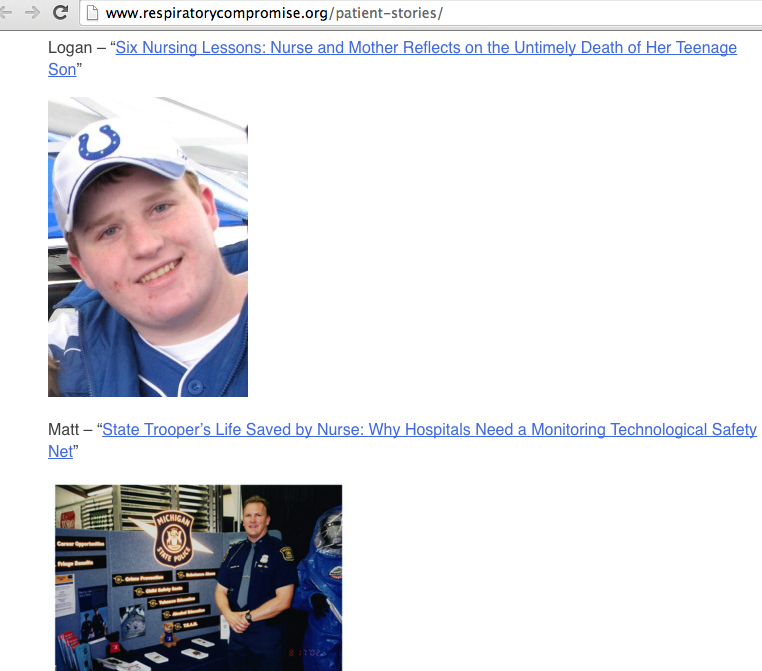 www.respiratorycompromise.org/patient-stories/
Logan – “Six Nursing Lessons: Nurse and Mother Reflects on the Untimely Death of Her Teenage
Son”
Matt – “State Trooper’s Life Saved by Nurse: Why Hospitals Need a Monitoring Technological Safety
Net”
MICHIGAN
STATE POLICE
Career Opportunities
Fringe Benefits
Crime Prevention
Substance Abuse
Child Safety Seats
Tobacco Education
Alcohol Education
T.E.A.M.